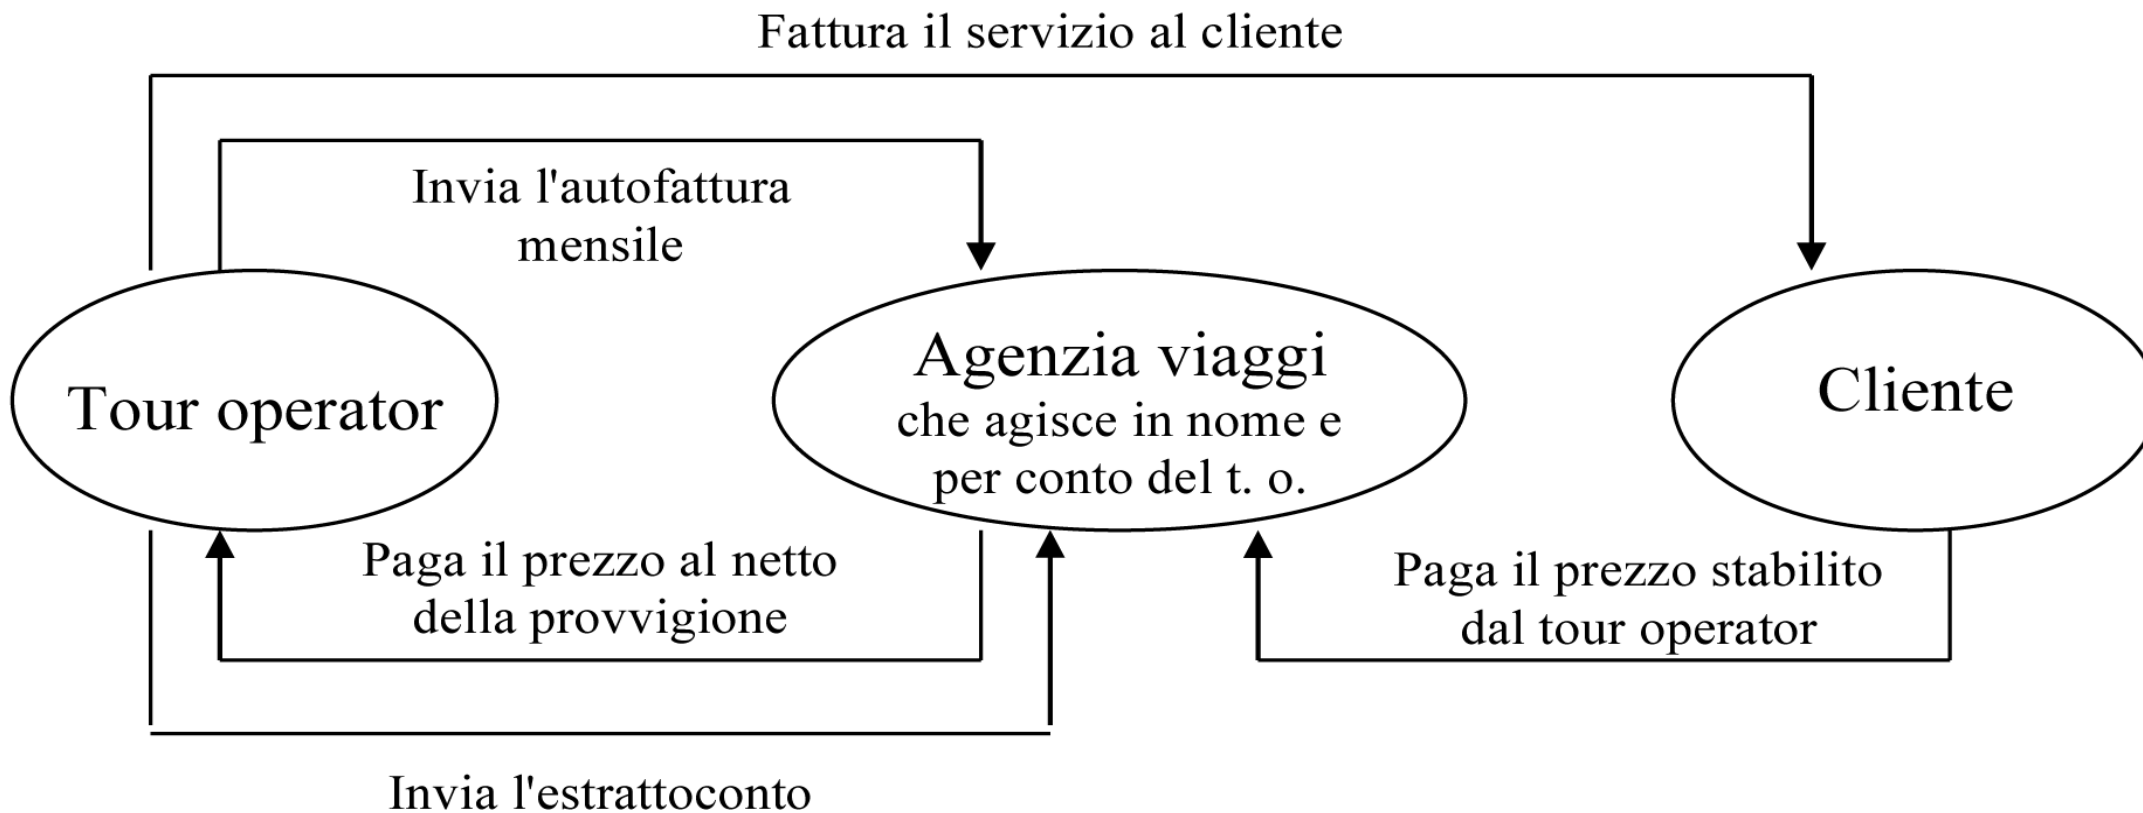 Fattura il servizio al cliente
Invia l'autofattura
mensile
Tour operator
Agenzia viaggi
che agisce in nome e
per conto del t. o.
Cliente
Paga il prezzo al netto
della provvigione
Paga il prezzo stabilito
dal tour operator
Invia l'estrattoconto